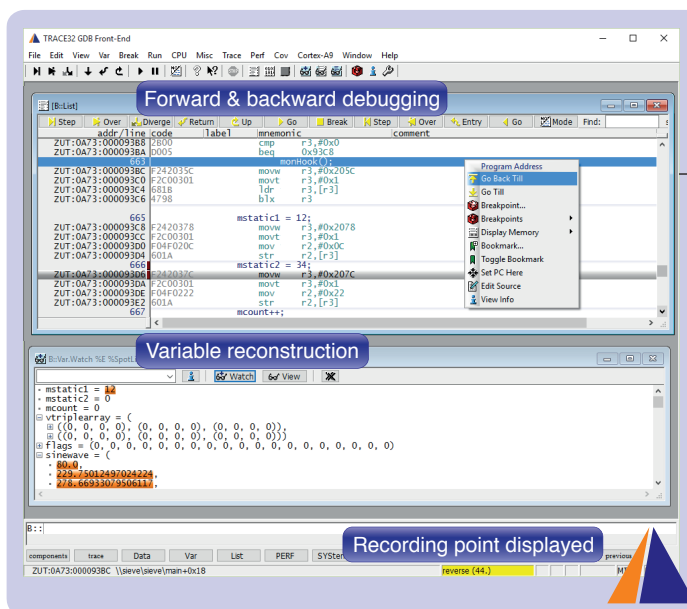 TRACE32 GDB Front-End
File Edit View Var Break Run CPU Misc Trace Perf Cov Cortex-A9 Window Help
[B::List]
Forward & backward debugging
Step Over Diverge Return Up Go Break Step Over Entry Go Mode Find:
addr/line code label mnemonic comment
ZUT:0A73:000093B8 2B00 cmp r3,#0x0
ZUT:0A73:000093BA D005 beq 0x93C8
663 monHook();
ZUT:0A73:000093BC F242035C movw r3,#0x205C
ZUT:0A73:000093C0 F2C00301 movt r3,#0x1
ZUT:0A73:000093C4 681B ldr r3,[r3]
ZUT:0A73:000093C6 4798 blx r3
665 mstatic1 = 12;
ZUT:0A73:000093C8 F2420378 movw r3,#0x2078
ZUT:0A73:000093CC F2C00301 movt r3,#0x1
ZUT:0A73:000093D0 F04F020C mov r2,#0x0C
ZUT:0A73:000093D4 601A str r2,[r3]
666 mstatic2 = 34;
ZUT:0A73:000093D6 F242037C movw r3,#0x207C
ZUT:0A73:000093DA F2C00301 movt r3,#0x1
ZUT:0A73:000093DE F04F0222 mov r2,#0x22
ZUT:0A73:000093E2 601A str r2,[r3]
667 mcount++;
Program Address
Go Back Till
Go Till
Breakpoint...
Breakpoints
Display Memory
Bookmark...
Toggle Bookmark
Set PC Here
Edit Source
View Info
Variable reconstruction
B::Var.Watch %E %SpotLi
Watch View
mstatic1 = 12
mstatic2 = 0
mcount = 0
vtriplearray = (
((0, 0, 0, 0), (0, 0, 0, 0), (0, 0, 0, 0)),
((0, 0, 0, 0), (0, 0, 0, 0), (0, 0, 0, 0)))
flags = (0, 0, 0, 0, 0, 0, 0, 0, 0, 0, 0, 0, 0, 0, 0, 0, 0, 0, 0)
sinewave = (
80.0,
229.75012497024224,
278.66933079506117,
B::
Recording point displayed
components trace Data Var List PERF SYStem previous
ZUT:0A73:000093BC \\sieve\sieve\main+0x18 reverse (44.)